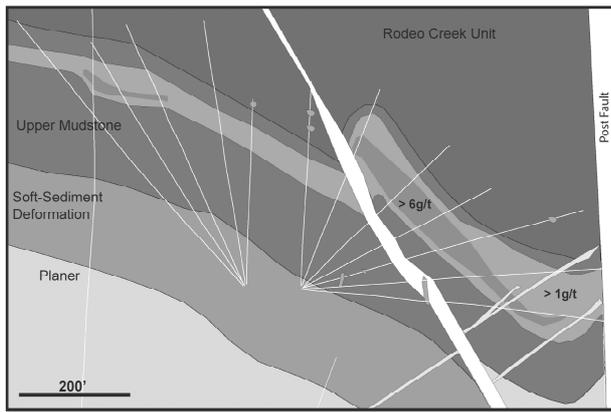 Rodeo Creek Unit
Post Fault
Upper Mudstone
Soft-Sediment
Deformation
> 6g/t
Planer
> 1g/t
200'